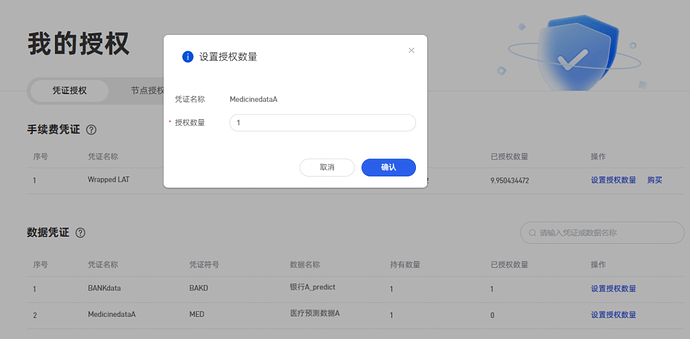 我的授权
凭证授权 节点授权
设置授权数量
凭证名称 MedicinedataA
* 授权数量 1
取消 确认
手续费凭证
序号 凭证名称 已授权数量 操作
1 Wrapped LAT 9.950434472 设置授权数量 购买
数据凭证 请输入凭证或数据名称
序号 凭证名称 凭证符号 数据名称 持有数量 已授权数量 操作
1 BANKdata BAKD 银行A_predict 1 1 设置授权数量
2 MedicinedataA MED 医疗预测数据A 1 0 设置授权数量